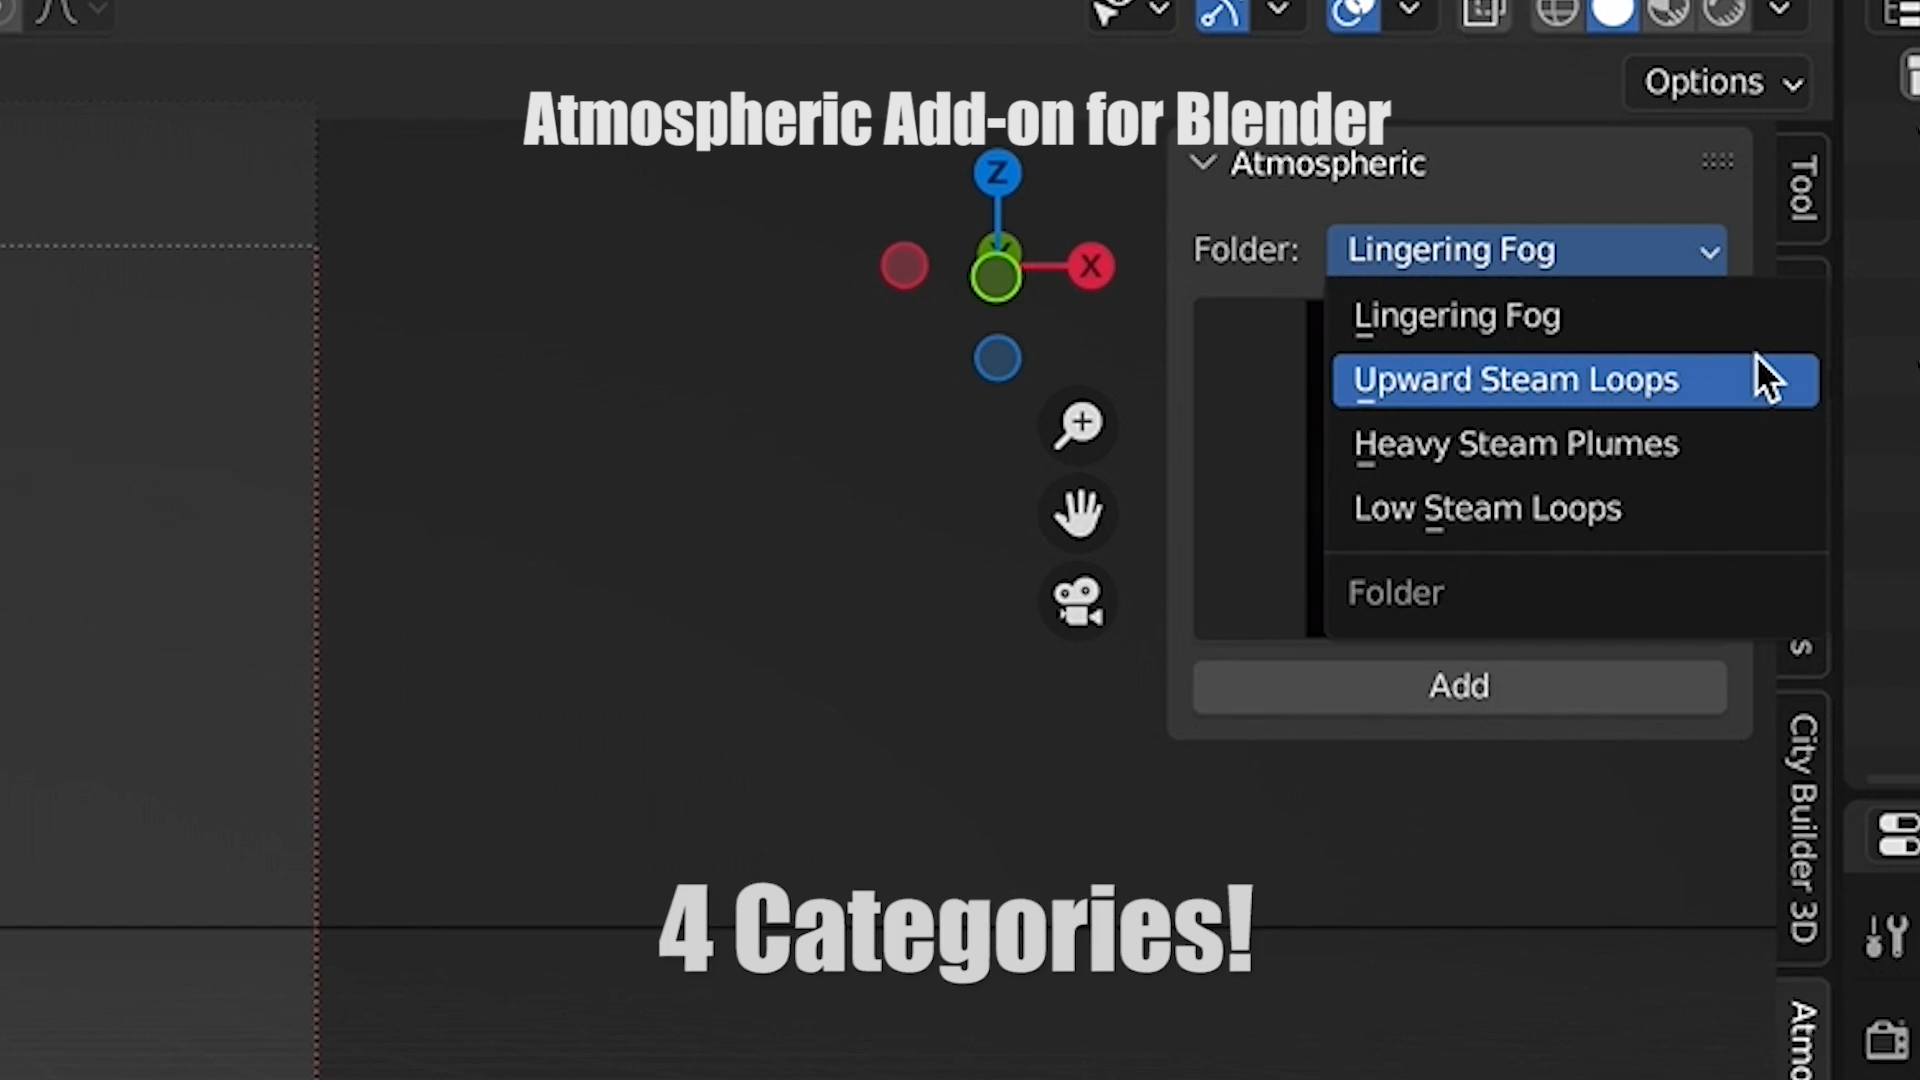 Options
Atmospheric Add-on for Blender
Atmospheric
Tool
Z
Y
X
Folder:
Lingering Fog
Lingering Fog
Upward Steam Loops
Heavy Steam Plumes
Low Steam Loops
Folder
s
Add
City Builder 3D
4 Categories!
Atmo